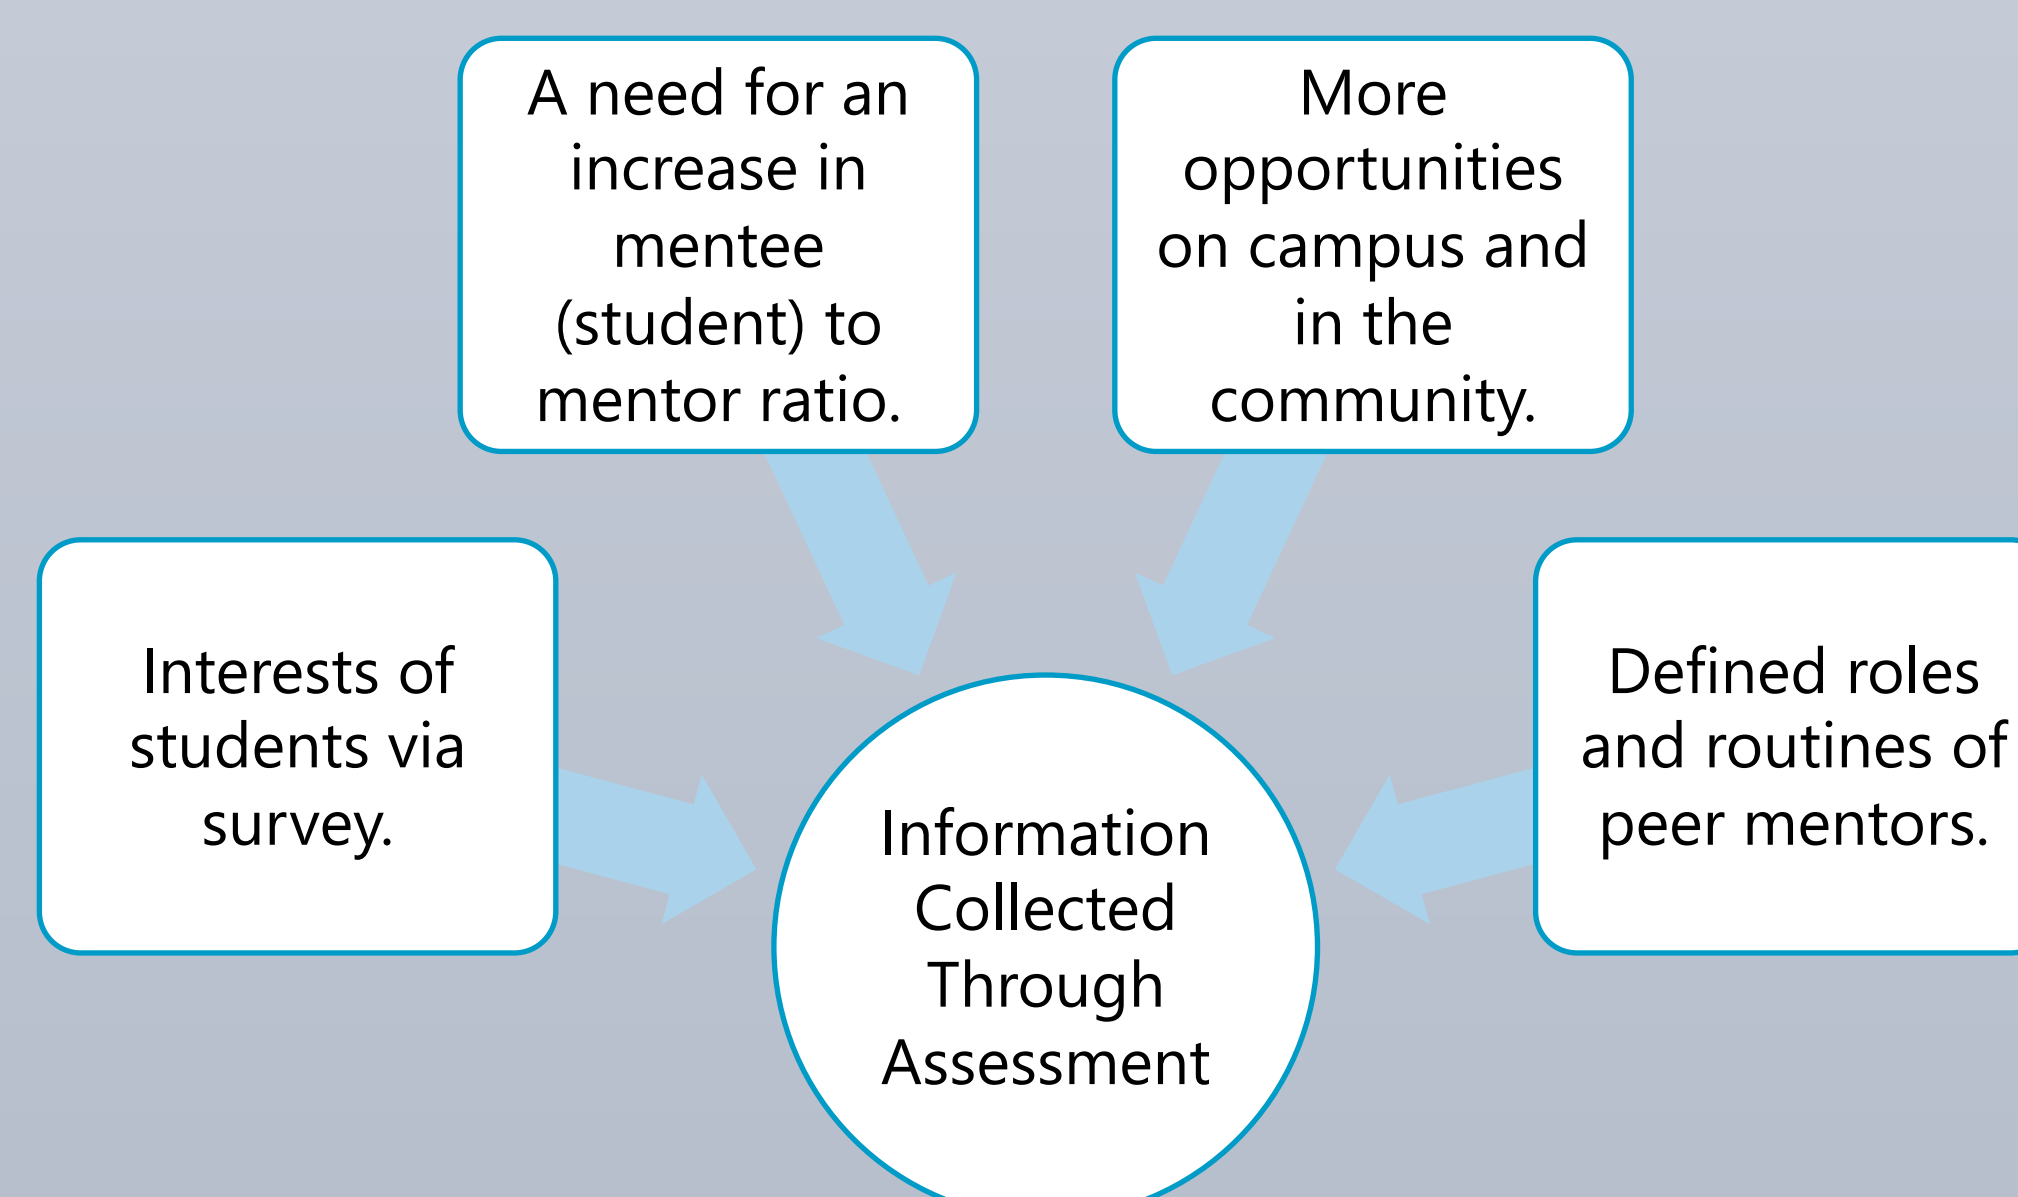 A need for an
increase in
mentee
(student) to
mentor ratio.
More
opportunities
on campus and
in the
community.
Interests of
students via
survey.
Defined roles
and routines of
peer mentors.
Information
Collected
Through
Assessment